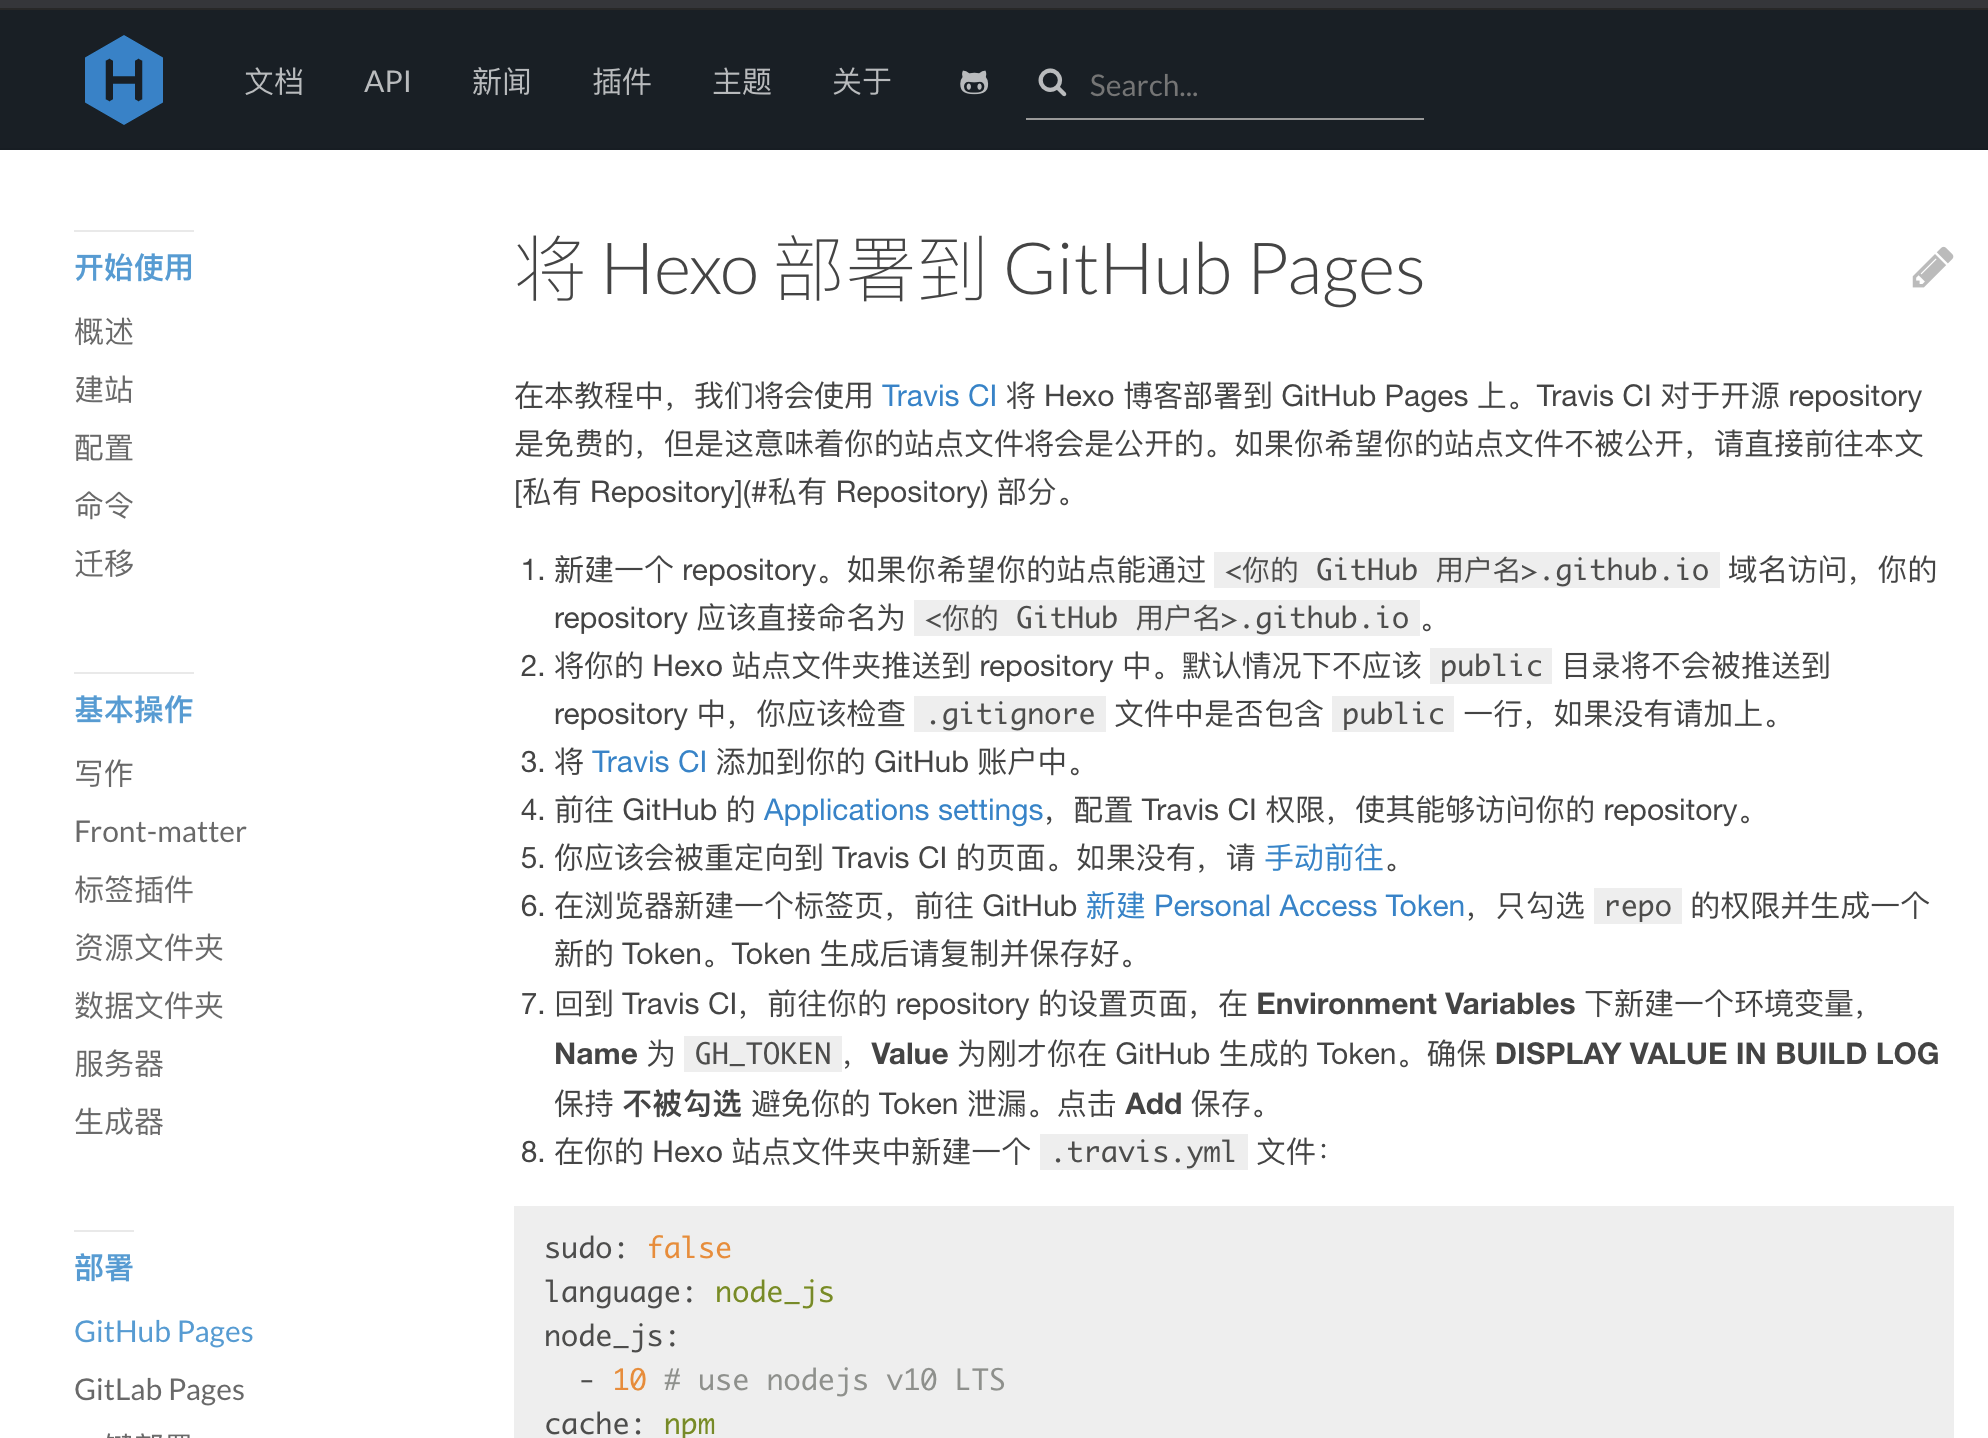 H
文档 API 新闻 插件 主题 关于 Search...
开始使用
概述
建站
配置
命令
迁移
基本操作
写作
Front-matter
标签插件
资源文件夹
数据文件夹
服务器
生成器
部署
GitHub Pages
GitLab Pages
将 Hexo 部署到 GitHub Pages
在本教程中，我们将会使用 Travis CI 将 Hexo 博客部署到 GitHub Pages 上。Travis CI 对于开源 repository
是免费的，但是这意味着你的站点文件将会是公开的。如果你希望你的站点文件不被公开，请直接前往本文
[私有 Repository](#私有 Repository) 部分。
1. 新建一个 repository。如果你希望你的站点能通过 <你的 GitHub 用户名>.github.io 域名访问，你的
repository 应该直接命名为 <你的 GitHub 用户名>.github.io 。
2. 将你的 Hexo 站点文件夹推送到 repository 中。默认情况下不应该 public 目录将不会被推送到
repository 中，你应该检查 .gitignore 文件中是否包含 public 一行，如果没有请加上。
3. 将 Travis CI 添加到你的 GitHub 账户中。
4. 前往 GitHub 的 Applications settings，配置 Travis CI 权限，使其能够访问你的 repository。
5. 你应该会被重定向到 Travis CI 的页面。如果没有，请 手动前往。
6. 在浏览器新建一个标签页，前往 GitHub 新建 Personal Access Token，只勾选 repo 的权限并生成一个
新的 Token。Token 生成后请复制并保存好。
7. 回到 Travis CI，前往你的 repository 的设置页面，在 Environment Variables 下新建一个环境变量，
Name 为 GH_TOKEN ，Value 为刚才你在 GitHub 生成的 Token。确保 DISPLAY VALUE IN BUILD LOG
保持 不被勾选 避免你的 Token 泄漏。点击 Add 保存。
8. 在你的 Hexo 站点文件夹中新建一个 .travis.yml 文件：
sudo: false
language: node_js
node_js:
  - 10 # use nodejs v10 LTS
cache: npm